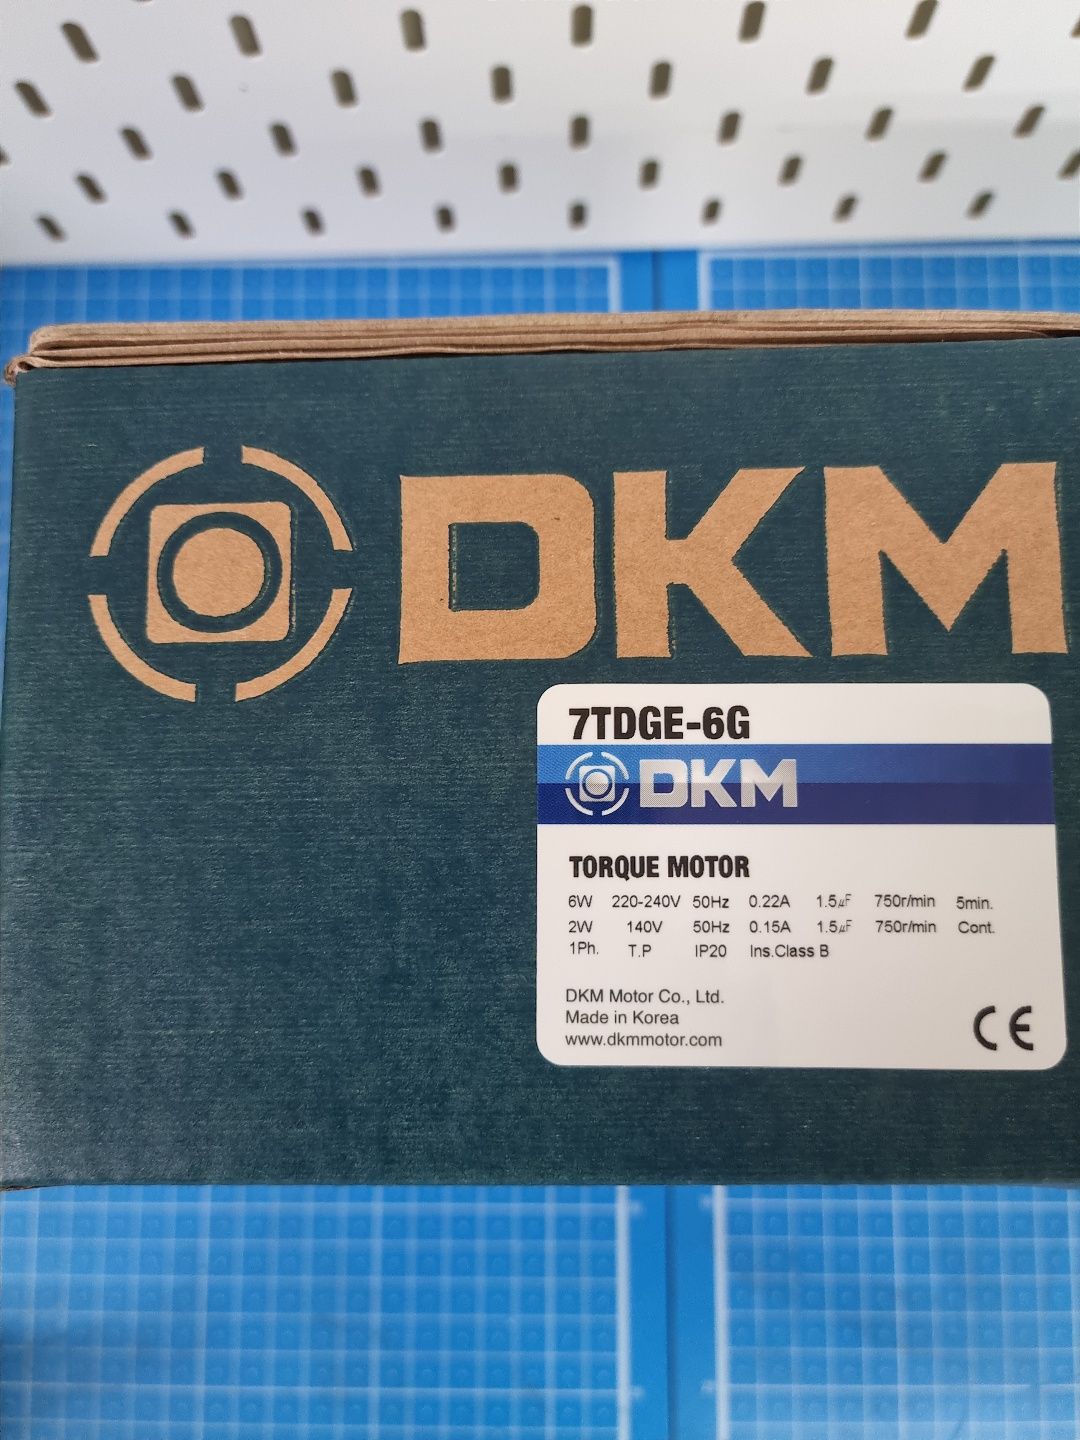 DKM
7TDGE-6G
DKM
TORQUE MOTOR
6W 220-240V 50Hz 0.22A 1.5㎌ 750r/min 5min.
2W 140V 50Hz 0.15A 1.5㎌ 750r/min Cont.
1Ph. T.P IP20 Ins.Class B
DKM Motor Co., Ltd.
Made in Korea
www.dkmmotor.com
CE